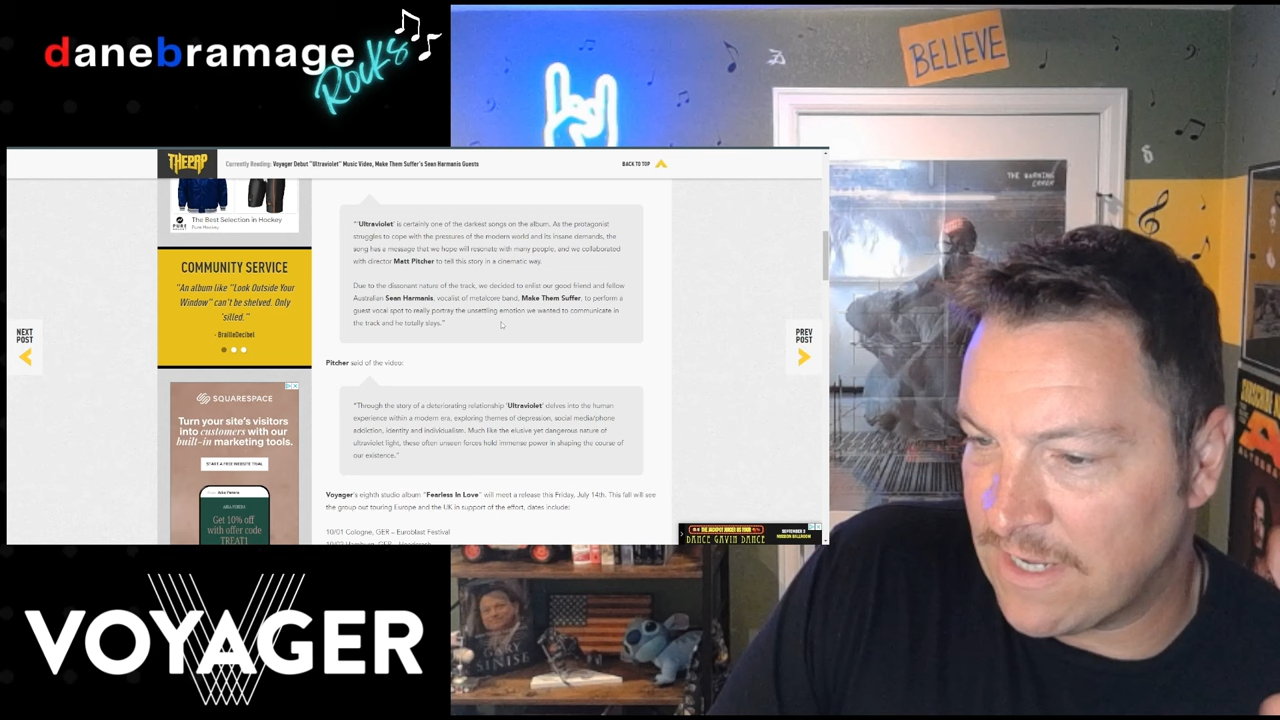 danebramage
Rocks
BELIEVE
THE WARNING
ERROR
THEPRP
Currently Reading: Voyager Debut "Ultraviolet" Music Video, Make Them Suffer's Sean Harmanis Guests
BACK TO TOP
The Best Selection in Hockey
Pure Hockey
COMMUNITY SERVICE
"An album like "Look Outside Your
Window" can't be shelved. Only
'silled."
- BrailleDecibel
NEXT
POST
PREV
POST
"'Ultraviolet' is certainly one of the darkest songs on the album. As the protagonist
struggles to cope with the pressures of the modern world and its insane demands, the
song has a message that we hope will resonate with many people, and we collaborated
with director Matt Pitcher to tell this story in a cinematic way.
Due to the dissonant nature of the track, we decided to enlist our good friend and fellow
Australian Sean Harmanis, vocalist of metalcore band, Make Them Suffer, to perform a
guest vocal spot to really portray the unsettling emotion we wanted to communicate in
the track and he totally slays."
Pitcher said of the video:
"Through the story of a deteriorating relationship 'Ultraviolet' delves into the human
experience within a modern era, exploring themes of depression, social media/phone
addiction, identity and individualism. Much like the elusive yet dangerous nature of
ultraviolet light, these often unseen forces hold immense power in shaping the course of
our existence."
Voyager's eighth studio album "Fearless In Love" will meet a release this Friday, July 14th. This fall will see
the group out touring Europe and the UK in support of the effort, dates include:
10/01 Cologne, GER – Euroblast Festival
SQUARESPACE
Turn your site's visitors
into customers with our
built-in marketing tools.
START A FREE WEBSITE TRIAL
Get 10% off
with offer code
TREAT1
DANCE GAVIN DANCE
SEPTEMBER 5
GARY
SINISE
VOYAGER